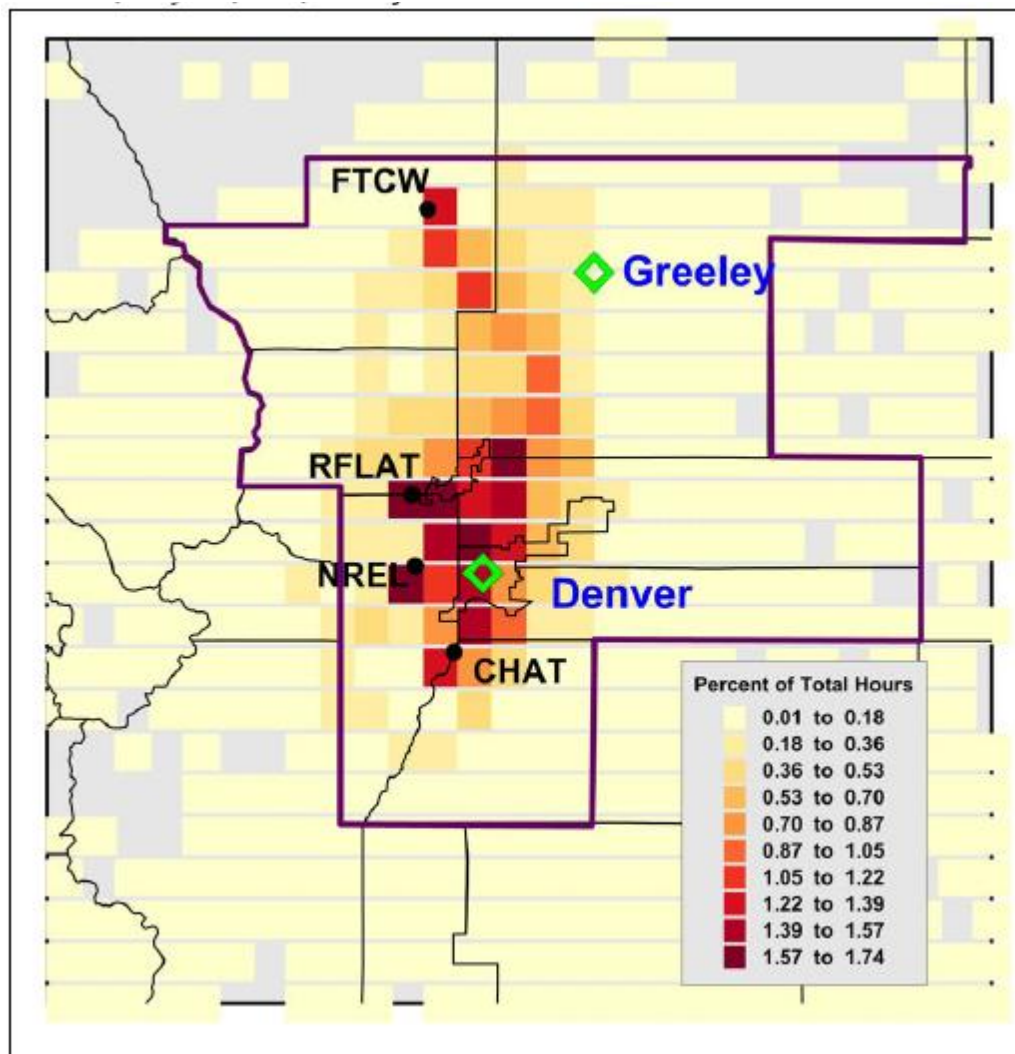 FTCW
Greeley
RFLAT
NREL
Denver
CHAT
Percent of Total Hours
0.01 to 0.18
0.18 to 0.36
0.36 to 0.53
0.53 to 0.70
0.70 to 0.87
0.87 to 1.05
1.05 to 1.22
1.22 to 1.39
1.39 to 1.57
1.57 to 1.74